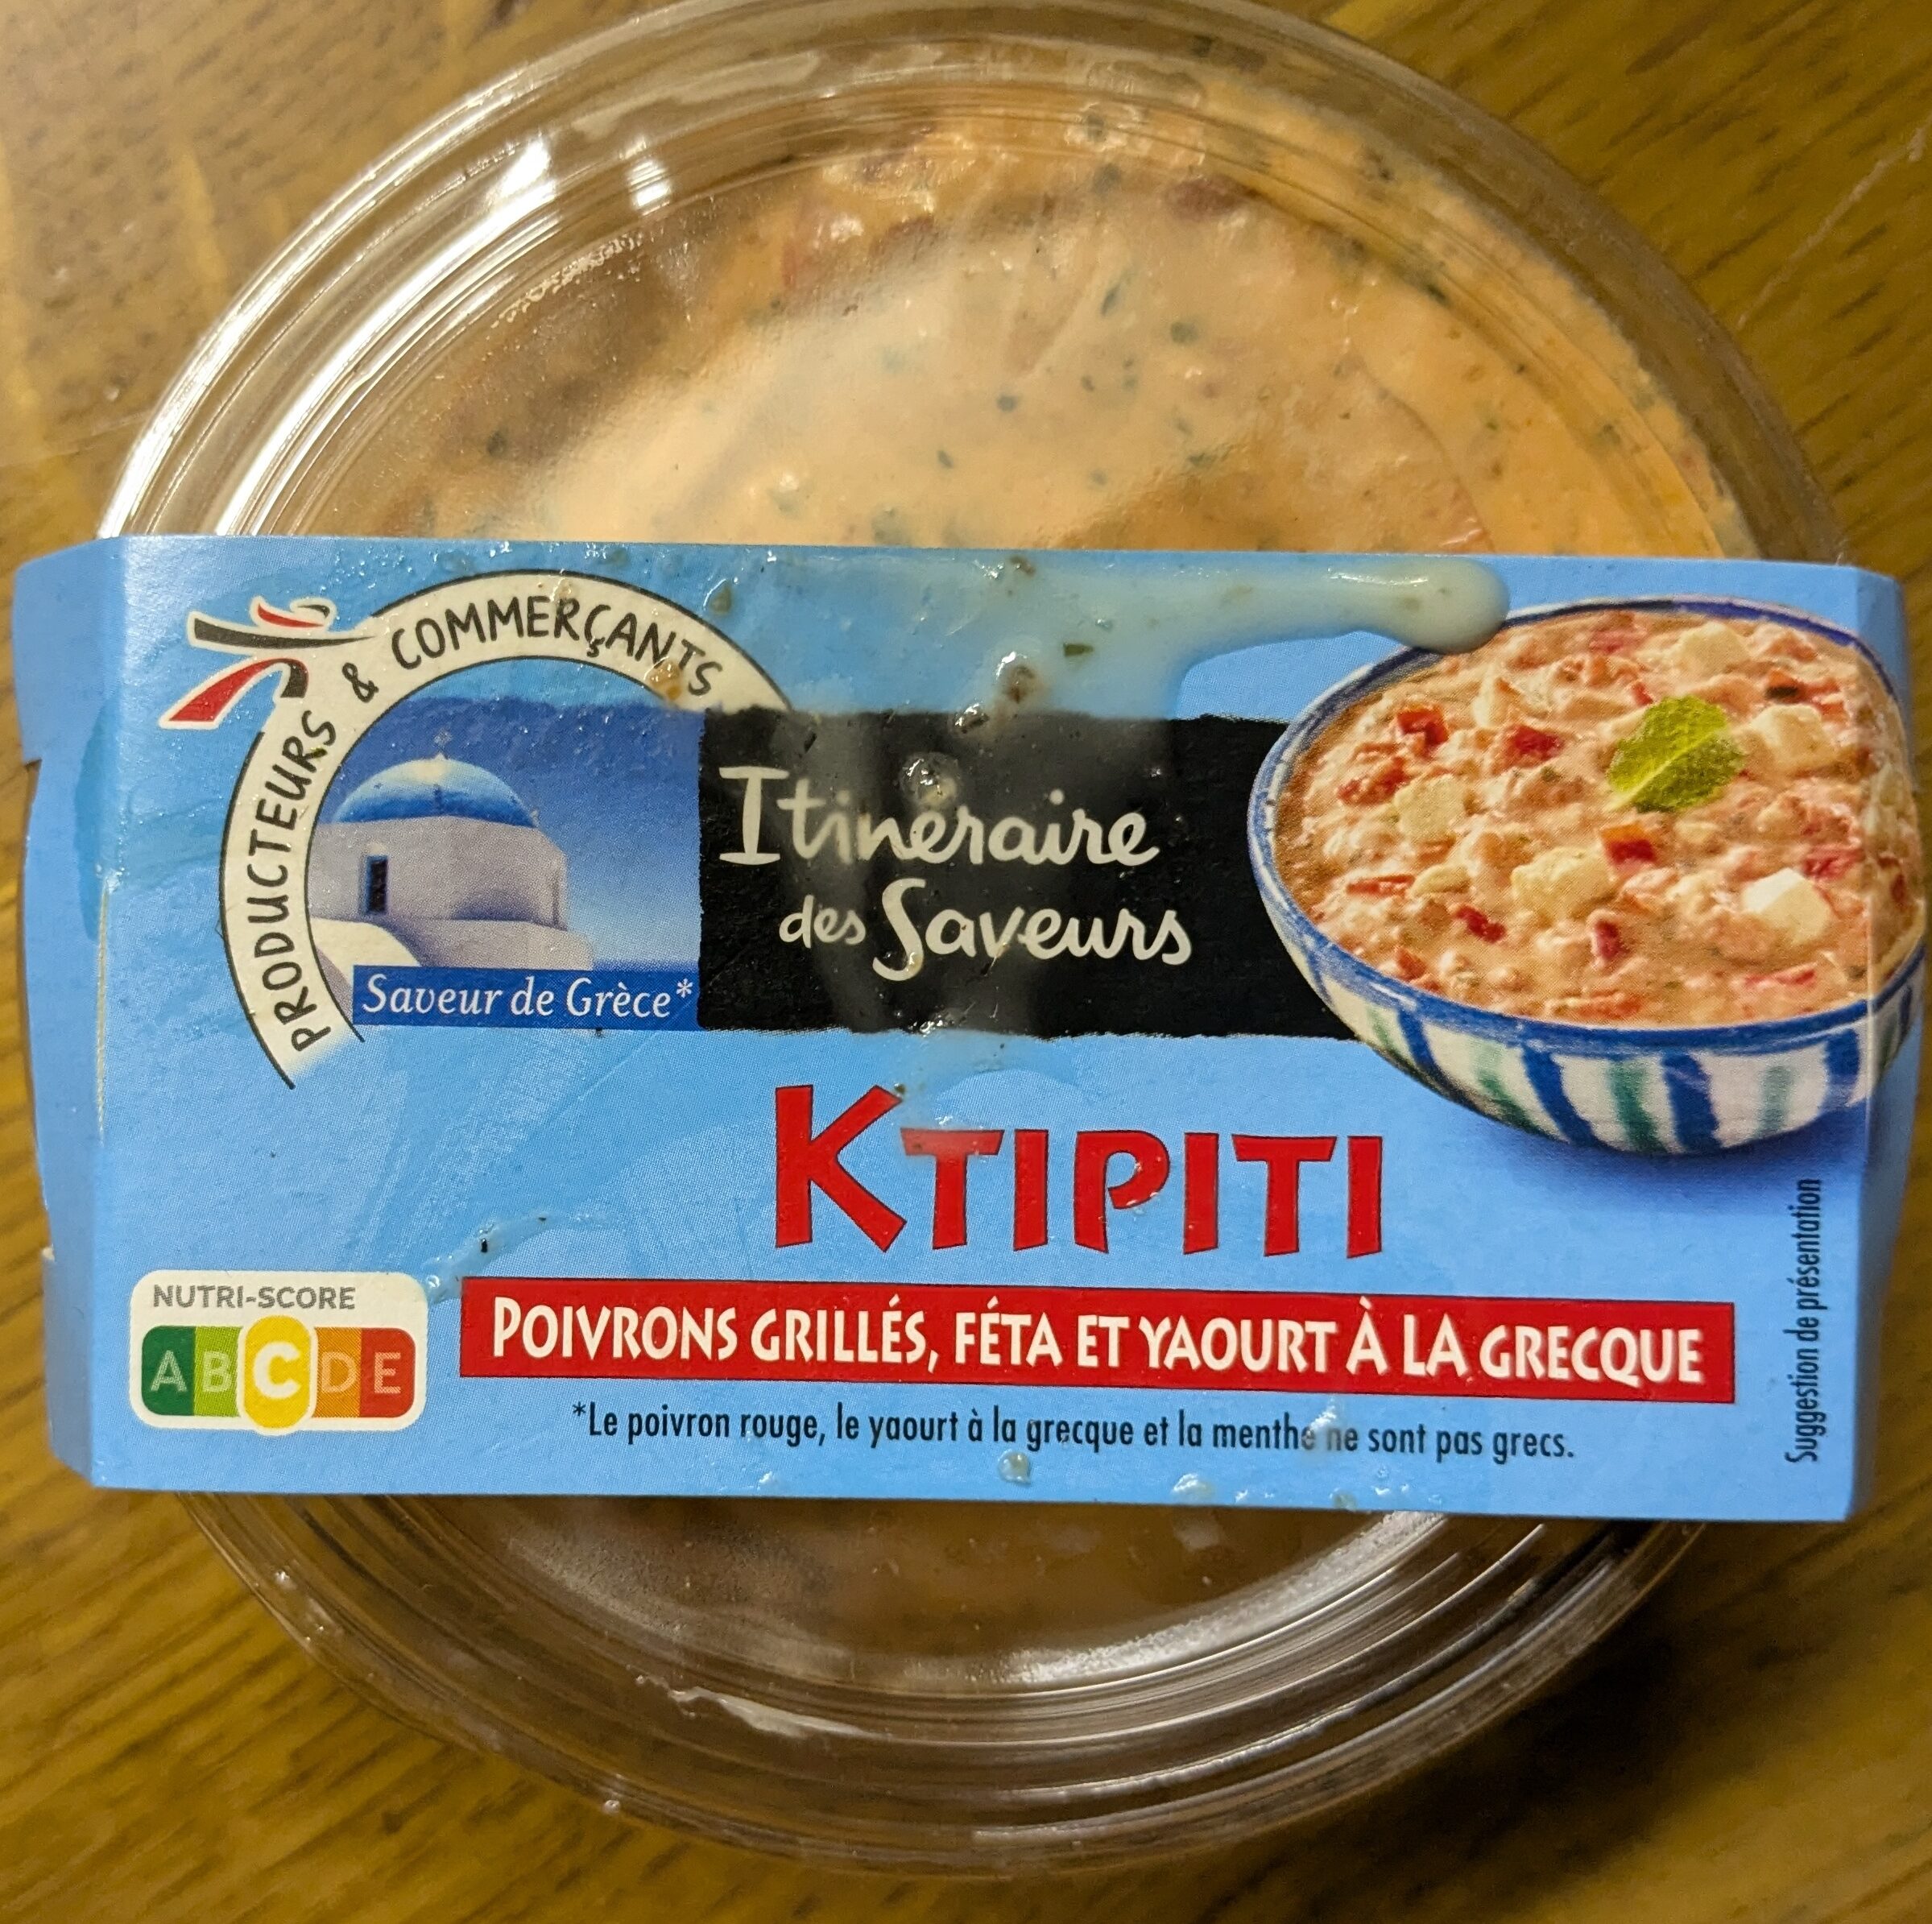 PRODUCTEURS & COMMERÇANTS
Itinéraire
des Saveurs
Saveur de Grèce*
KTIPITI
NUTRI-SCORE
A B C D E
POIVRONS GRILLÉS, FÉTA ET YAOURT À LA GRECQUE
*Le poivron rouge, le yaourt à la grecque et la menthe ne sont pas grecs.
Suggestion de présentation